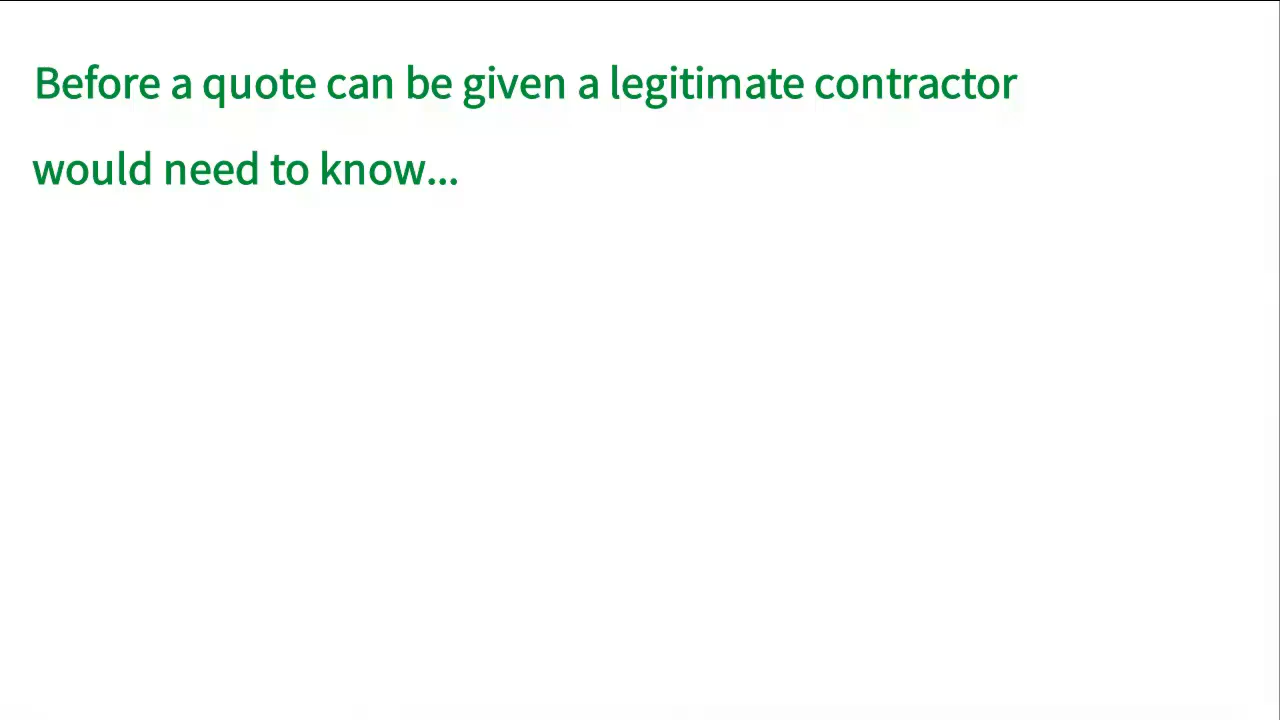 Before a quote can be given a legitimate contractor
would need to know...